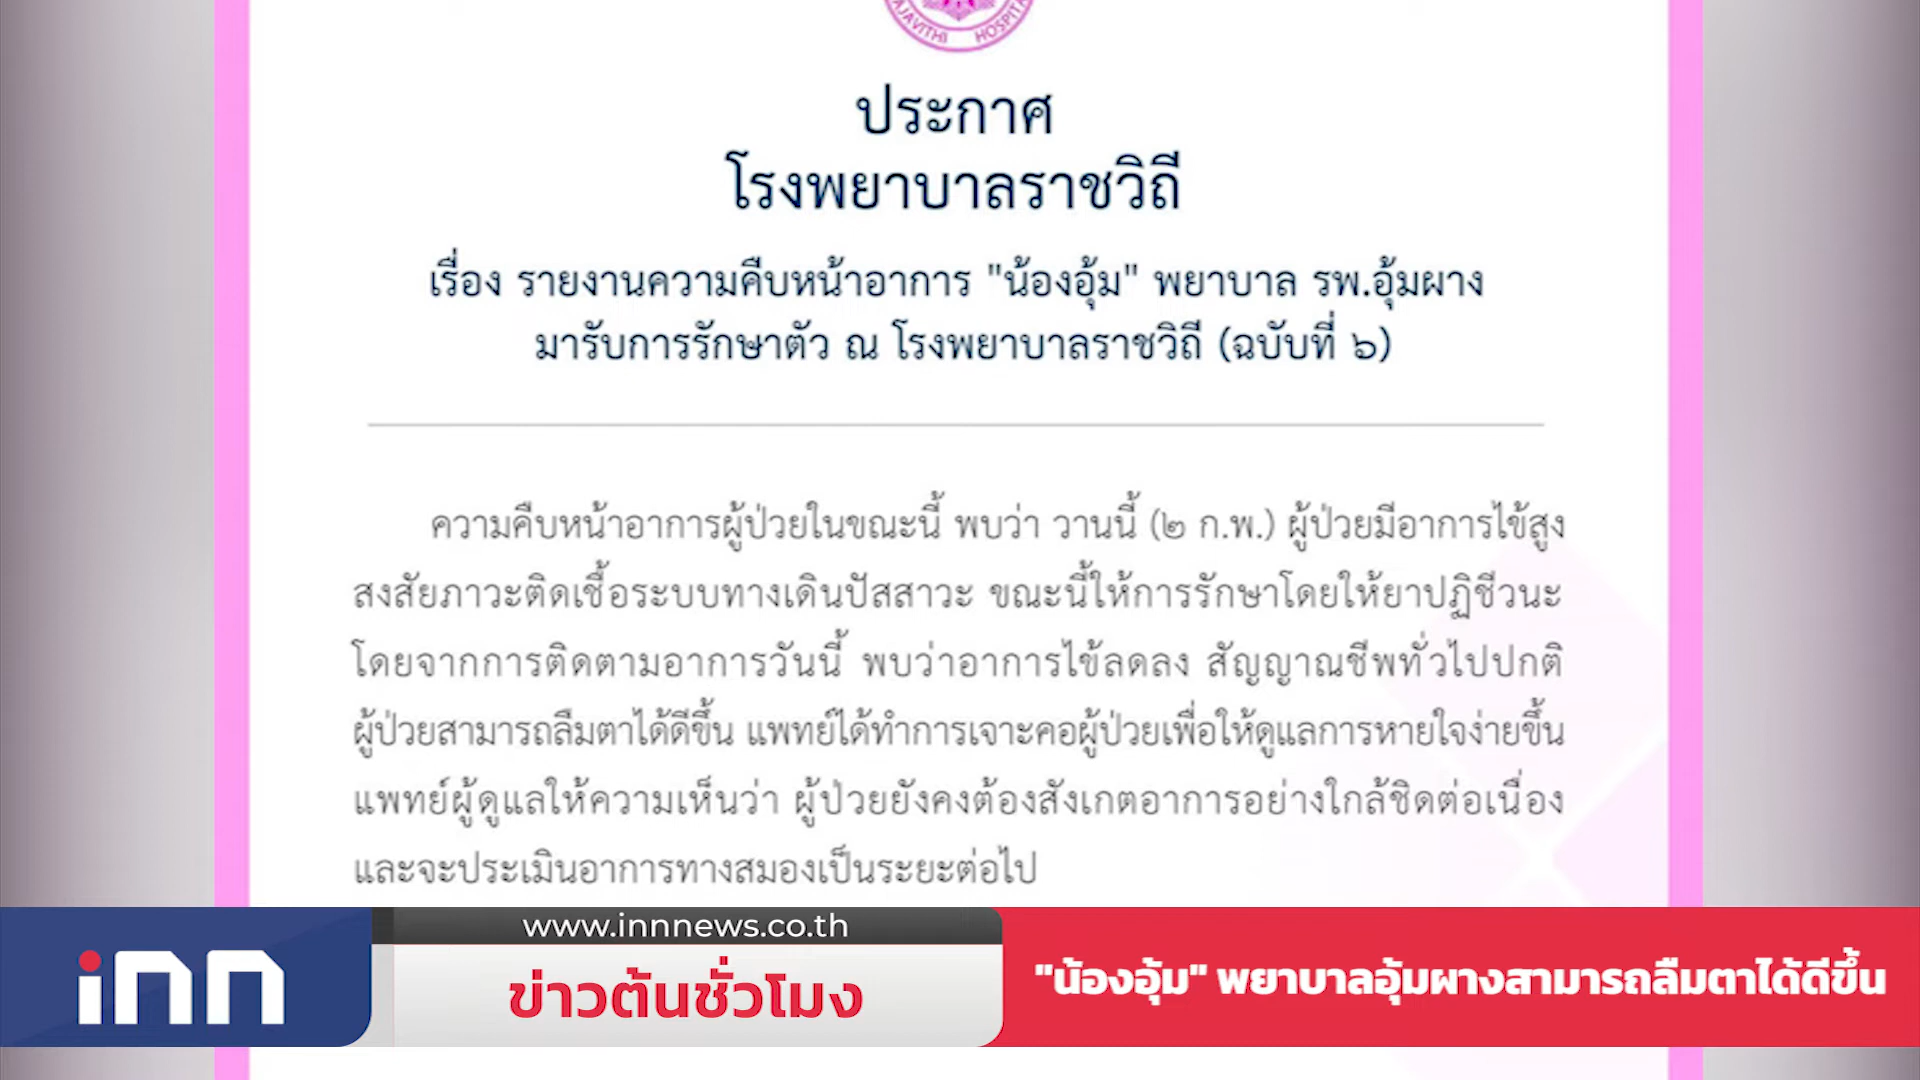 RAJAVITHI HOSPITAL
ประกาศ
โรงพยาบาลราชวิถี
เรื่อง รายงานความคืบหน้าอาการ "น้องอุ้ม" พยาบาล รพ.อุ้มผาง
มารับการรักษาตัว ณ โรงพยาบาลราชวิถี (ฉบับที่ ๖)
ความคืบหน้าอาการผู้ป่วยในขณะนี้ พบว่า วานนี้ (๒ ก.พ.) ผู้ป่วยมีอาการไข้สูง
สงสัยภาวะติดเชื้อระบบทางเดินปัสสาวะ ขณะนี้ให้การรักษาโดยให้ยาปฏิชีวนะ
โดยจากการติดตามอาการวันนี้ พบว่าอาการไข้ลดลง สัญญาณชีพทั่วไปปกติ
ผู้ป่วยสามารถลืมตาได้ดีขึ้น แพทย์ได้ทำการเจาะคอผู้ป่วยเพื่อให้ดูแลการหายใจง่ายขึ้น
แพทย์ผู้ดูแลให้ความเห็นว่า ผู้ป่วยยังคงต้องสังเกตอาการอย่างใกล้ชิดต่อเนื่อง
และจะประเมินอาการทางสมองเป็นระยะต่อไป
inn
www.innnews.co.th
ข่าวต้นชั่วโมง
"น้องอุ้ม" พยาบาลอุ้มผางสามารถลืมตาได้ดีขึ้น